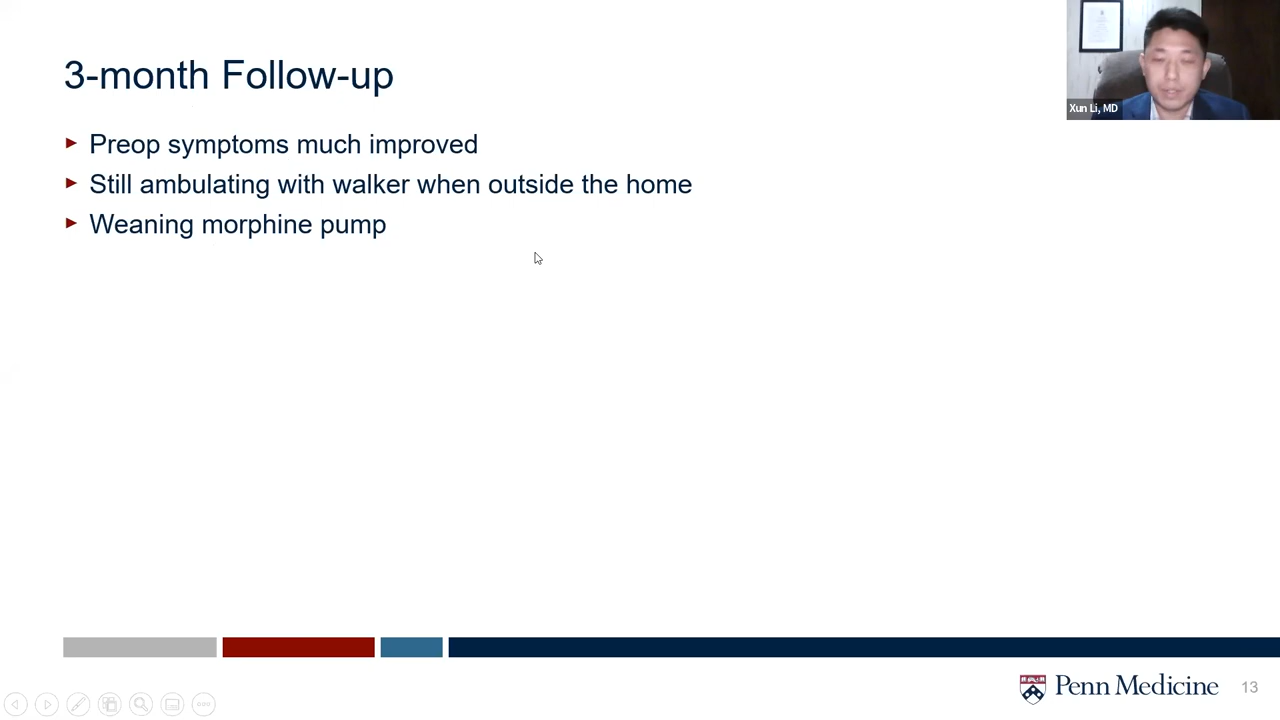 3-month Follow-up
Xun Li, MD
Preop symptoms much improved
Still ambulating with walker when outside the home
Weaning morphine pump
Penn Medicine
13